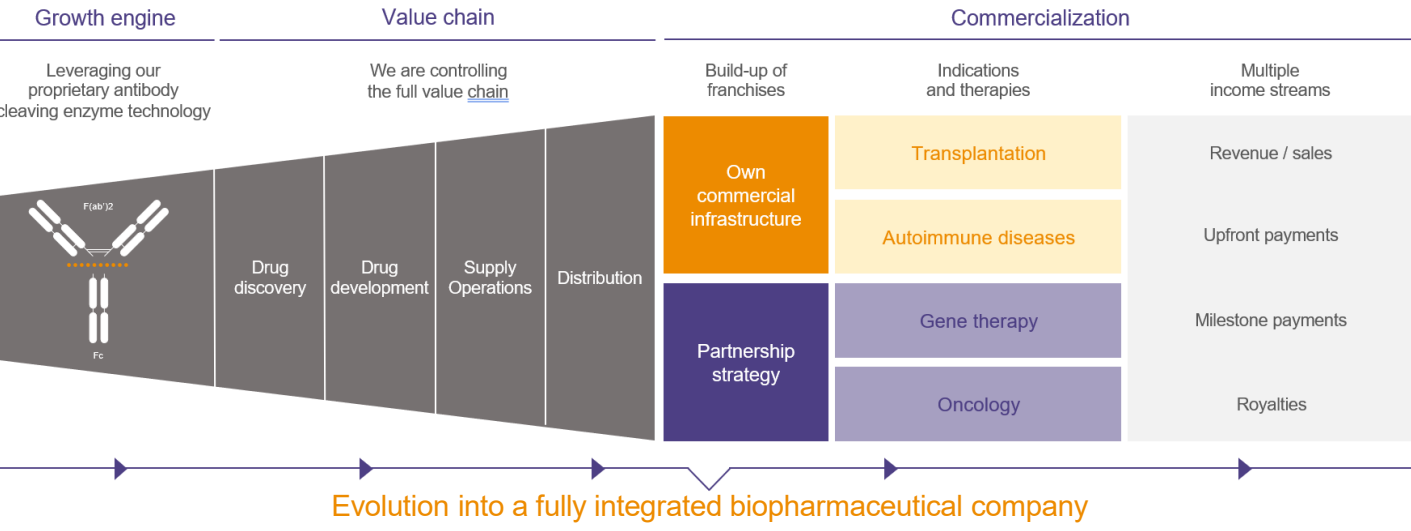 Growth engine
Value chain
Commercialization
Leveraging our
proprietary antibody
cleaving enzyme technology
We are controlling
the full value chain
Build-up of
franchises
Indications
and therapies
Multiple
income streams
F(ab')2
Fc
Drug
discovery
Drug
development
Supply
Operations
Distribution
Own
commercial
infrastructure
Partnership
strategy
Transplantation
Autoimmune diseases
Gene therapy
Oncology
Revenue / sales
Upfront payments
Milestone payments
Royalties
Evolution into a fully integrated biopharmaceutical company